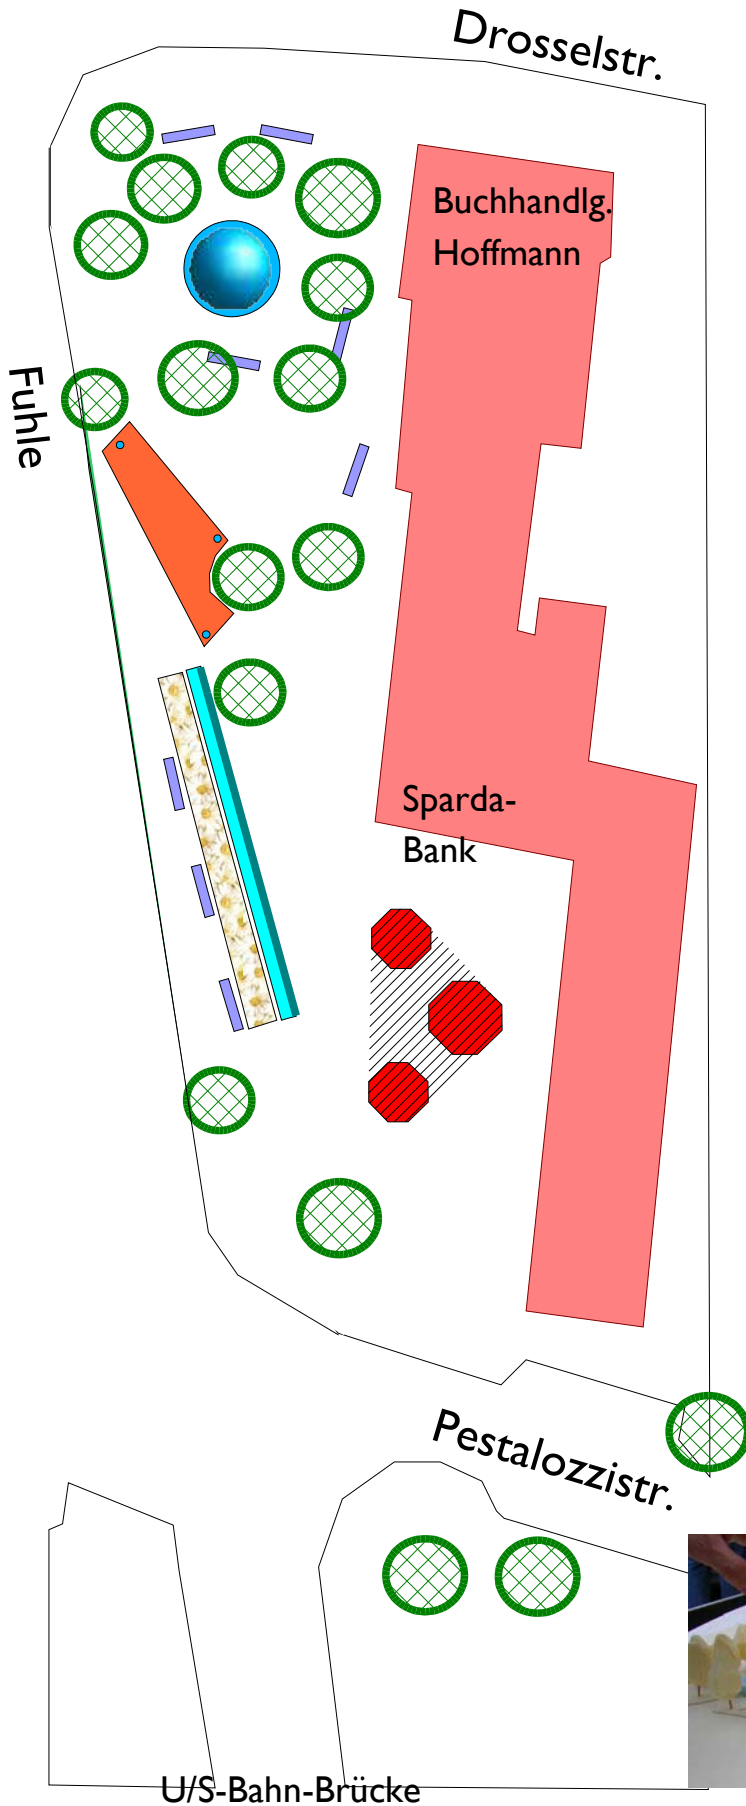 Drosselstr.
Buchhandlg.
Hoffmann
Fuhle
Sparda-
Bank
Pestalozzistr.
U/S-Bahn-Brücke